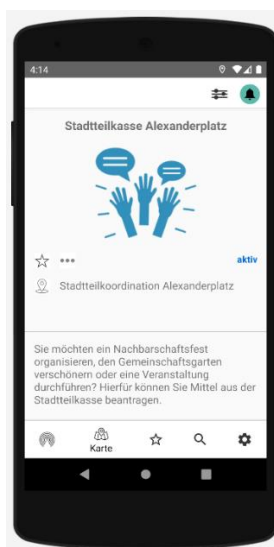 4:14
Stadtteilkasse Alexanderplatz
aktiv
Stadtteilkoordination Alexanderplatz
Sie möchten ein Nachbarschaftsfest
organisieren, den Gemeinschaftsgarten
verschönern oder eine Veranstaltung
durchführen? Hierfür können Sie Mittel aus der
Stadtteilkasse beantragen.
Karte